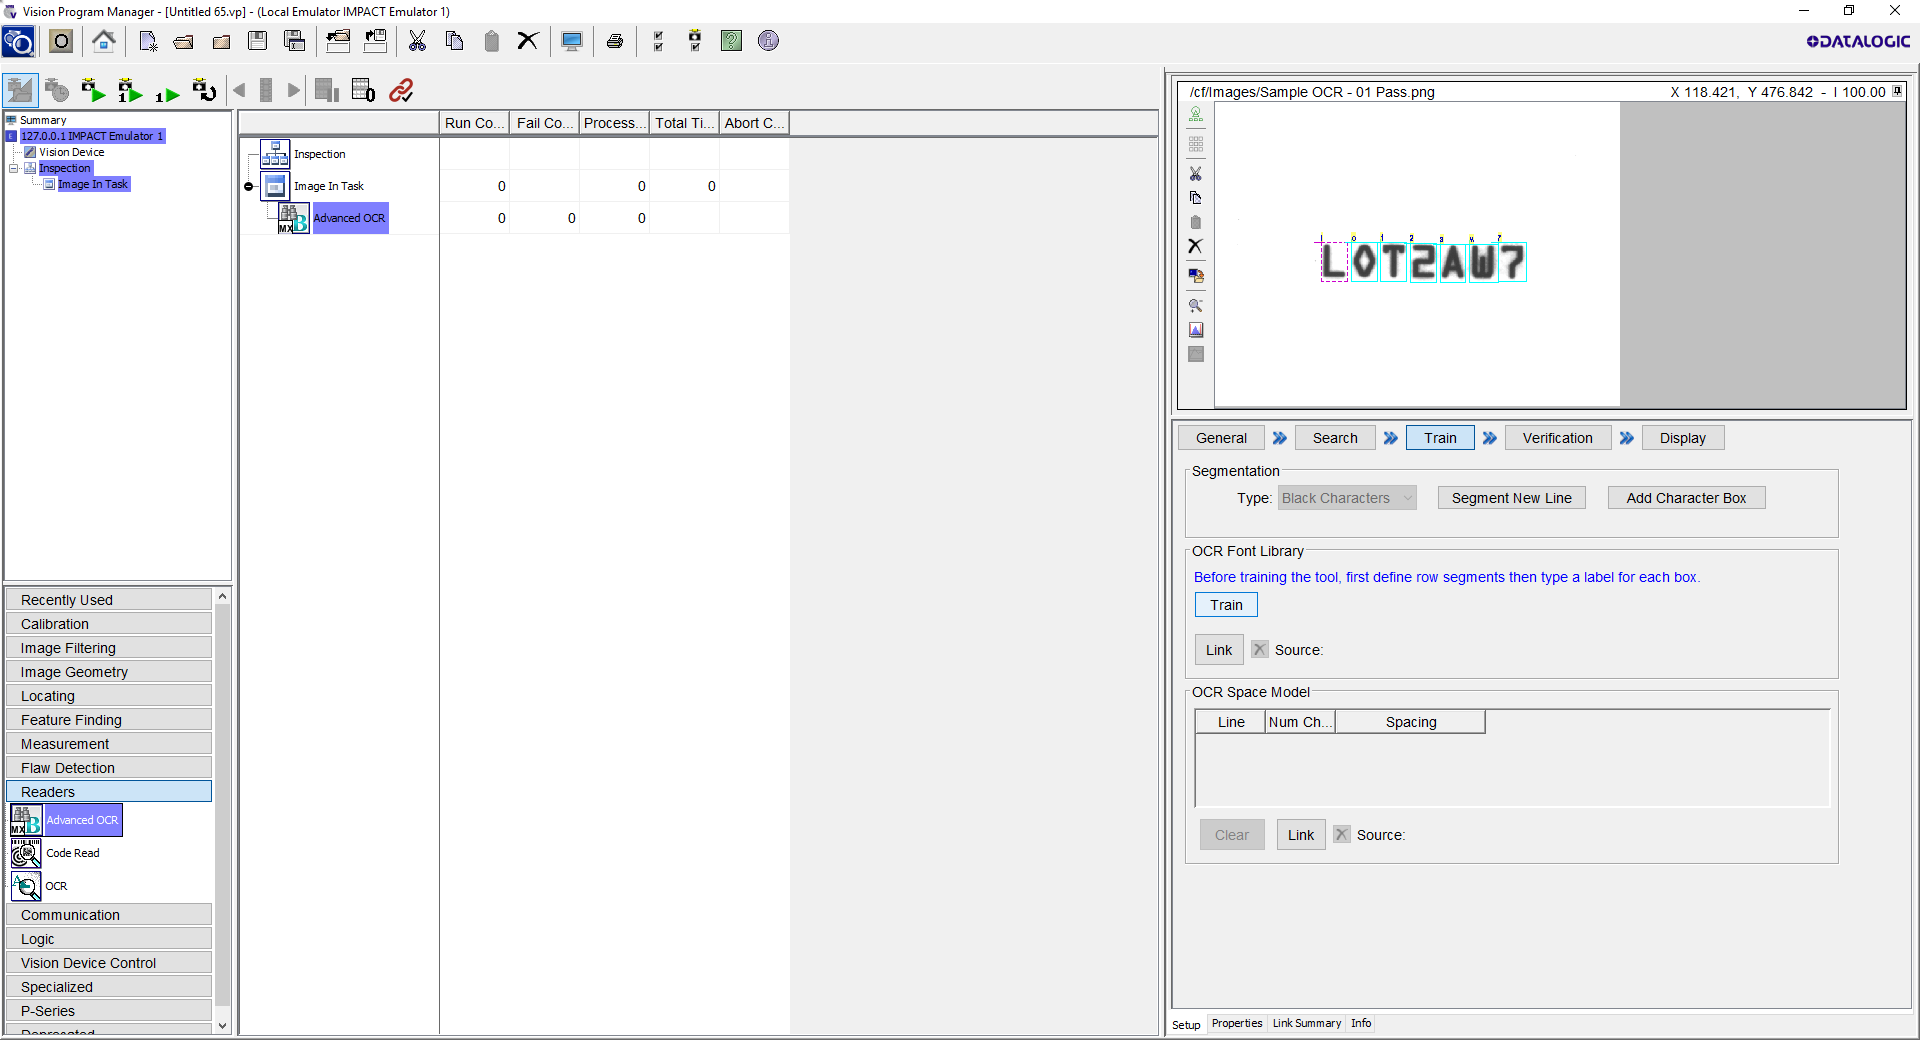 Vision Program Manager - [Untitled 65.vp] - (Local Emulator IMPACT Emulator 1)
DATALOGIC
Summary
127.0.0.1 IMPACT Emulator 1
Vision Device
Inspection
Image In Task
Run Co... Fail Co... Process... Total Ti... Abort C...
Inspection
Image In Task 0 0 0
MX B Advanced OCR 0 0 0
/cf/Images/Sample OCR - 01 Pass.png X 118.421, Y 476.842 - I 100.00
LOT2AW7
General Search Train Verification Display
Segmentation
Type: Black Characters Segment New Line Add Character Box
OCR Font Library
Before training the tool, first define row segments then type a label for each box.
Train
Link Source:
OCR Space Model
Line Num Ch... Spacing
Clear Link Source:
Setup Properties Link Summary Info
Recently Used
Calibration
Image Filtering
Image Geometry
Locating
Feature Finding
Measurement
Flaw Detection
Readers
MX B Advanced OCR
Code Read
OCR
Communication
Logic
Vision Device Control
Specialized
P-Series